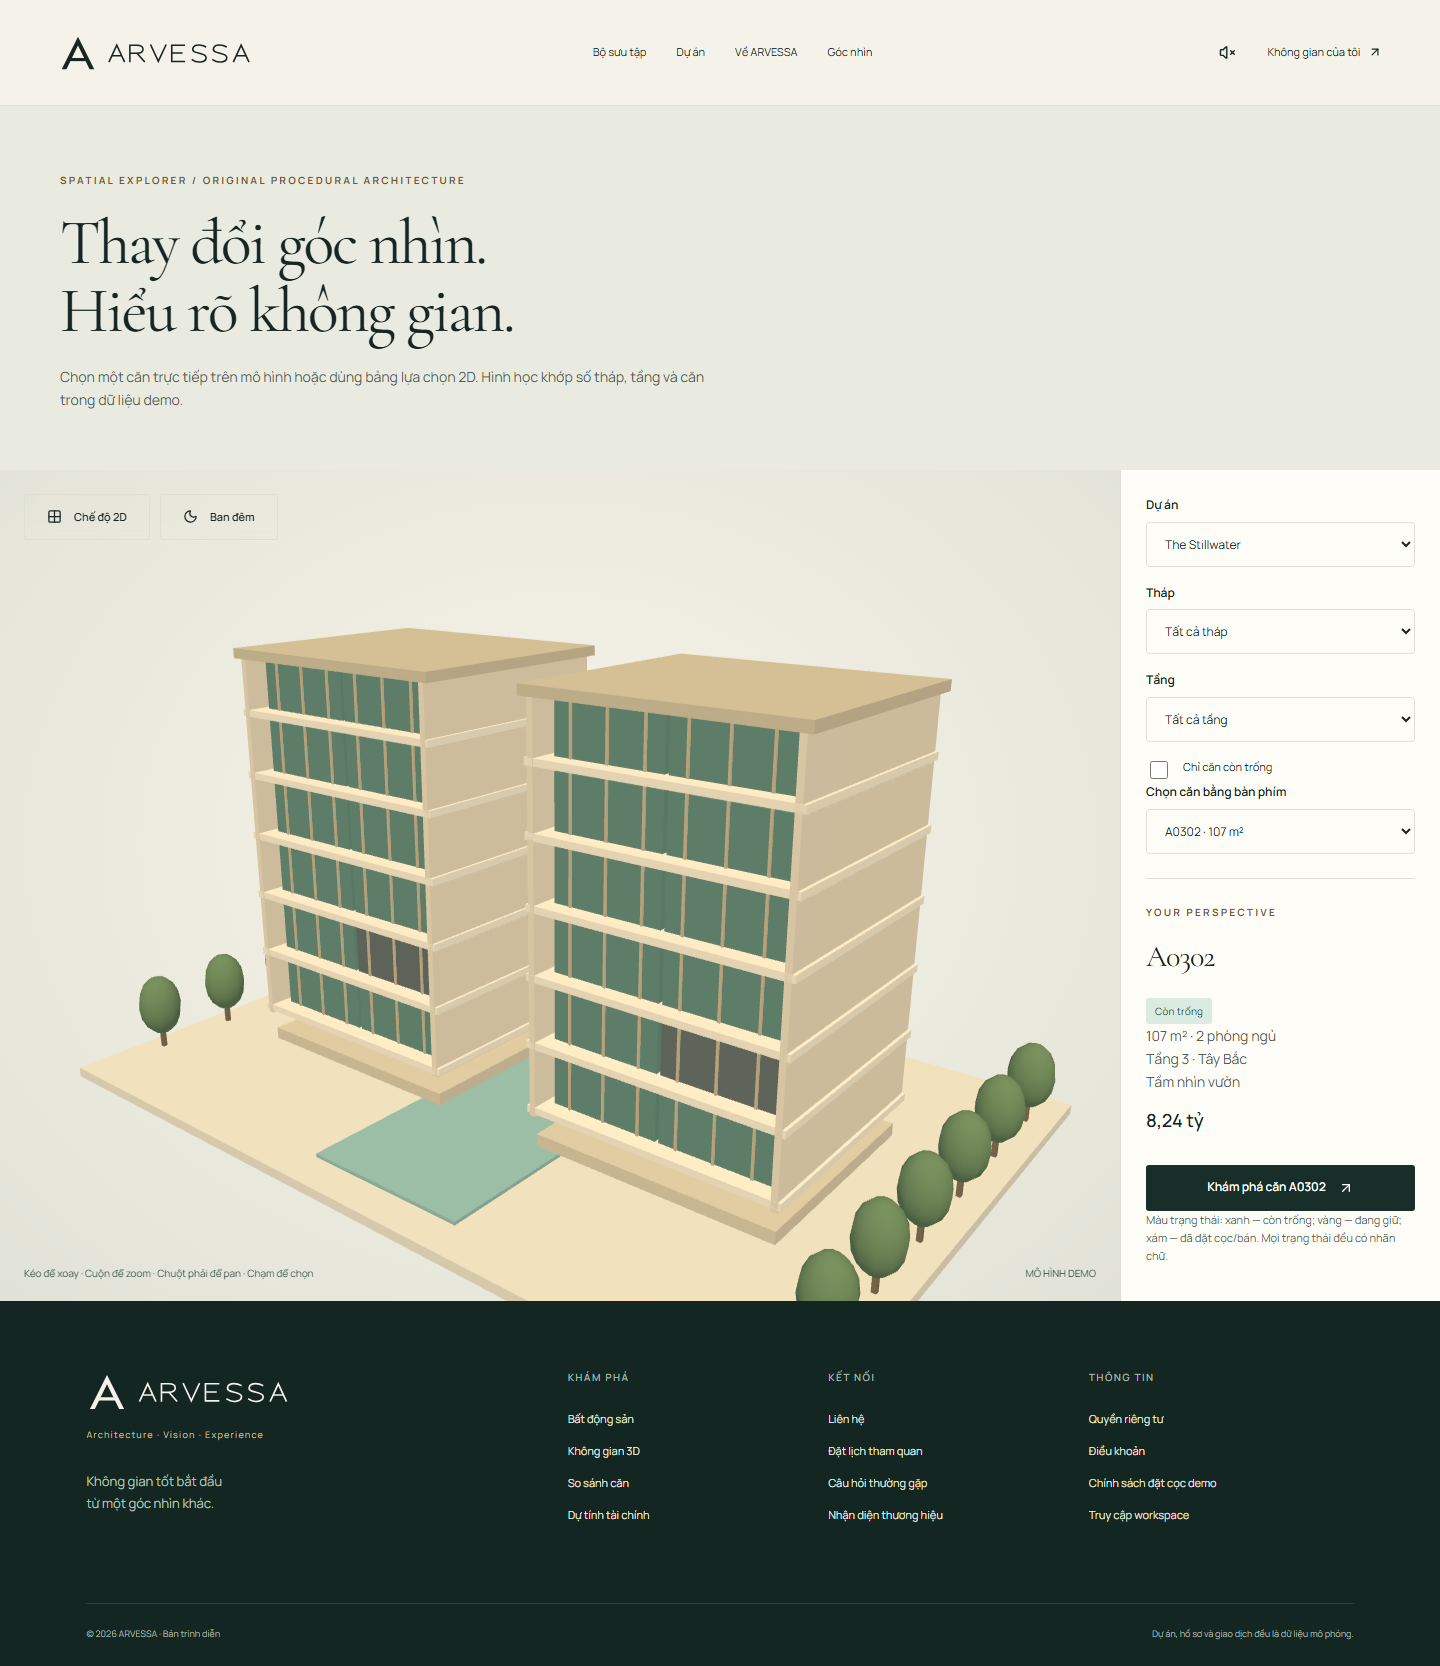 ARVESSA
Bộ sưu tập
Dự án
Về ARVESSA
Góc nhìn
Không gian của tôi
SPATIAL EXPLORER / ORIGINAL PROCEDURAL ARCHITECTURE
Thay đổi góc nhìn.
Hiểu rõ không gian.
Chọn một căn trực tiếp trên mô hình hoặc dùng bảng lựa chọn 2D. Hình học khớp số tháp, tầng và căn
trong dữ liệu demo.
Chế độ 2D
Ban đêm
Kéo để xoay · Cuộn để zoom · Chuột phải để pan · Chạm để chọn
MÔ HÌNH DEMO
Dự án
The Stillwater
Tháp
Tất cả tháp
Tầng
Tất cả tầng
Chỉ căn còn trống
Chọn căn bằng bàn phím
A0302 · 107 m²
YOUR PERSPECTIVE
A0302
Còn trống
107 m² · 2 phòng ngủ
Tầng 3 · Tây Bắc
Tầm nhìn vườn
8,24 tỷ
Khám phá căn A0302
Màu trạng thái: xanh — còn trống; vàng — đang giữ;
xám — đã đặt cọc/bán. Mọi trạng thái đều có nhãn
chữ.
ARVESSA
Architecture · Vision · Experience
Không gian tốt bắt đầu
từ một góc nhìn khác.
KHÁM PHÁ
Bất động sản
Không gian 3D
So sánh căn
Dự tính tài chính
KẾT NỐI
Liên hệ
Đặt lịch tham quan
Câu hỏi thường gặp
Nhận diện thương hiệu
THÔNG TIN
Quyền riêng tư
Điều khoản
Chính sách đặt cọc demo
Truy cập workspace
© 2026 ARVESSA · Bản trình diễn
Dự án, hồ sơ và giao dịch đều là dữ liệu mô phỏng.